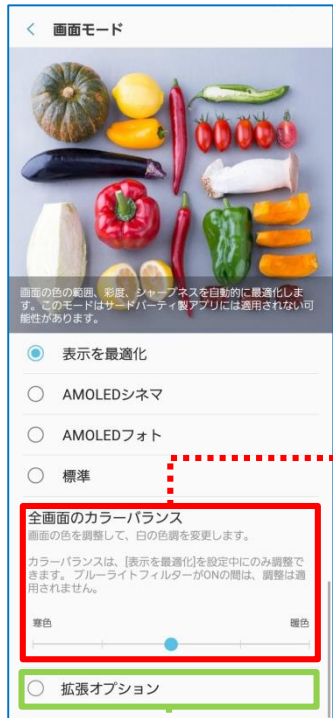 画面モード
画面の色の範囲、彩度、シャープネスを自動的に最適化しま
す。このモードはサードパーティ製アプリには適用されない可
能性があります。
表示を最適化
AMOLEDシネマ
AMOLEDフォト
標準
全画面のカラーバランス
画面の色を調整して、白の色調を変更します。
カラーバランスは、[表示を最適化]を設定中にのみ調整で
きます。 ブルーライトフィルターがONの間は、調整は適
用されません。
寒色
暖色
拡張オプション